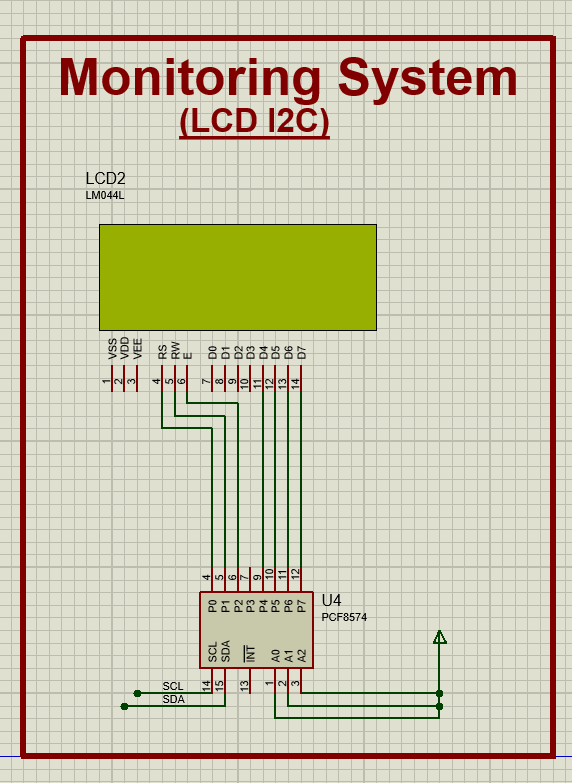 Monitoring System
(LCD I2C)
LCD2
LM044L
VSS VDD VEE RS RW E D0 D1 D2 D3 D4 D5 D6 D7
1 2 3 4 5 6 7 8 9 10 11 12 13 14
4 5 6 7 9 10 11 12
P0 P1 P2 P3 P4 P5 P6 P7
U4
PCF8574
SCL SDA INT A0 A1 A2
14 15 13 1 2 3
SCL
SDA